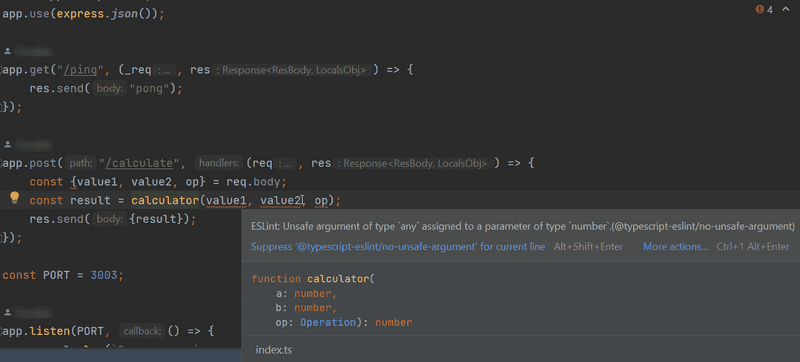 app.use(express.json());
4
app.get("/ping", (_req : ... , res : Response<ResBody, LocalsObj> ) => {
res.send( body: "pong");
});
app.post( path: "/calculate", handlers: (req : ... , res : Response<ResBody, LocalsObj> ) => {
const {value1, value2, op} = req.body;
const result = calculator(value1, value2, op);
res.send( body: {result});
});
ESLint: Unsafe argument of type `any` assigned to a parameter of type `number`.(@typescript-eslint/no-unsafe-argument)
Suppress '@typescript-eslint/no-unsafe-argument' for current line Alt+Shift+Enter More actions... Ctrl+1 Alt+Enter
function calculator(
a: number,
b: number,
op: Operation): number
index.ts
const PORT = 3003;
app.listen(PORT, callback: () => {